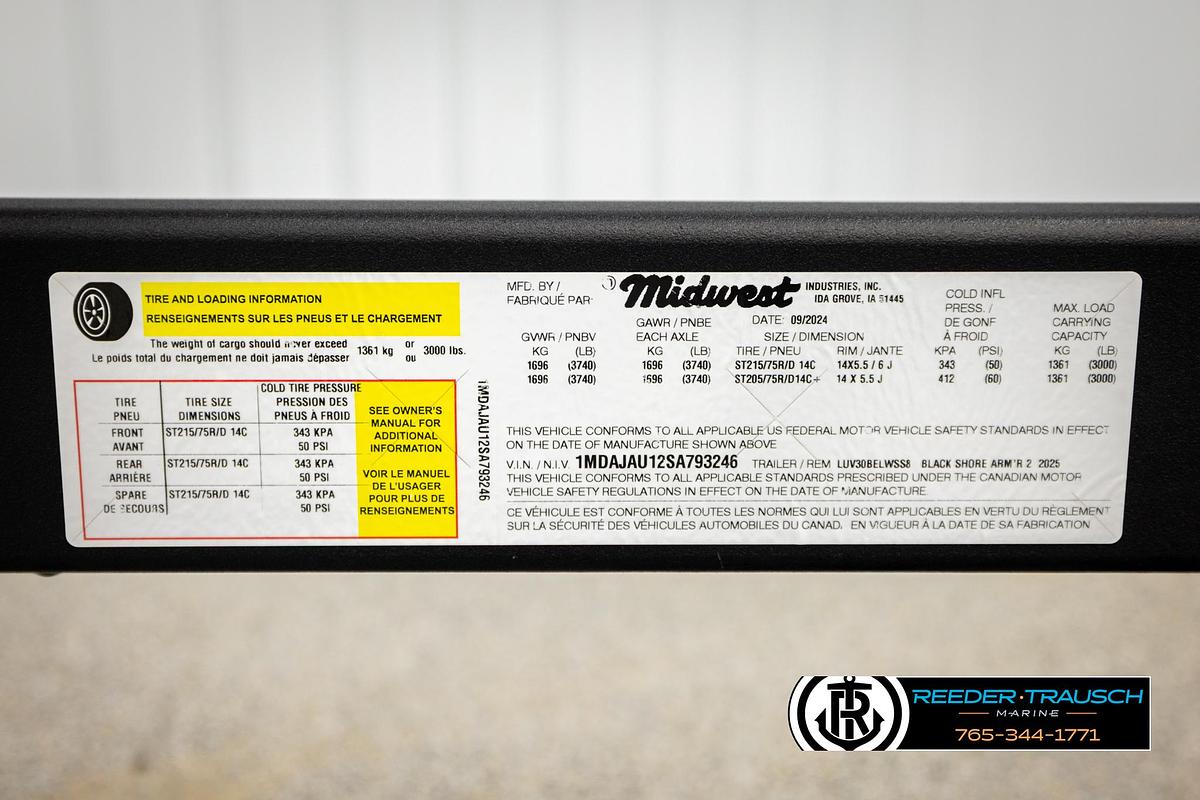 TIRE AND LOADING INFORMATION
RENSEIGNEMENTS SUR LES PNEUS ET LE CHARGEMENT
The weight of cargo should never exceed 1361 kg or 3000 lbs.
Le poids total du chargement ne doit jamais dépasser ou
COLD TIRE PRESSURE
TIRE TIRE SIZE PRESSION DES
PNEU DIMENSIONS PNEUS À FROID
FRONT ST215/75R/D 14C 343 KPA
AVANT 50 PSI
REAR ST215/75R/D 14C 343 KPA
ARRIÈRE 50 PSI
SPARE ST215/75R/D 14C 343 KPA
DE SECOURS 50 PSI
SEE OWNER'S
MANUAL FOR
ADDITIONAL
INFORMATION
VOIR LE MANUEL
DE L'USAGER
POUR PLUS DE
RENSEIGNEMENTS
1MDAJAU12SA793246
MFD. BY / Midwest INDUSTRIES, INC.
FABRIQUÉ PAR: IDA GROVE, IA 51445
DATE: 09/2024
GVWR / PNBV
KG (LB)
1696 (3740)
1696 (3740)
GAWR / PNBE
EACH AXLE
KG (LB)
1696 (3740)
1696 (3740)
SIZE / DIMENSION
TIRE / PNEU RIM / JANTE
ST215/75R/D 14C 14X5.5 / 6 J
ST205/75R/D14C+ 14 X 5.5 J
COLD INFL
PRESS. /
DE GONF
À FROID
KPA (PSI)
343 (50)
412 (60)
MAX. LOAD
CARRYING
CAPACITY
KG (LB)
1361 (3000)
1361 (3000)
THIS VEHICLE CONFORMS TO ALL APPLICABLE US FEDERAL MOTOR VEHICLE SAFETY STANDARDS IN EFFECT
ON THE DATE OF MANUFACTURE SHOWN ABOVE
V.I.N. / N.I.V. 1MDAJAU12SA793246 TRAILER / REM LUV30BELWSS8 BLACK SHORE ARM'R 2 2025
THIS VEHICLE CONFORMS TO ALL APPLICABLE STANDARDS PRESCRIBED UNDER THE CANADIAN MOTOR
VEHICLE SAFETY REGULATIONS IN EFFECT ON THE DATE OF MANUFACTURE.
CE VÉHICULE EST CONFORME À TOUTES LES NORMES QUI LUI SONT APPLICABLES EN VERTU DU RÈGLEMENT
SUR LA SÉCURITÉ DES VÉHICULES AUTOMOBILES DU CANADA EN VIGUEUR À LA DATE DE SA FABRICATION
REEDER·TRAUSCH
MARINE
765-344-1771